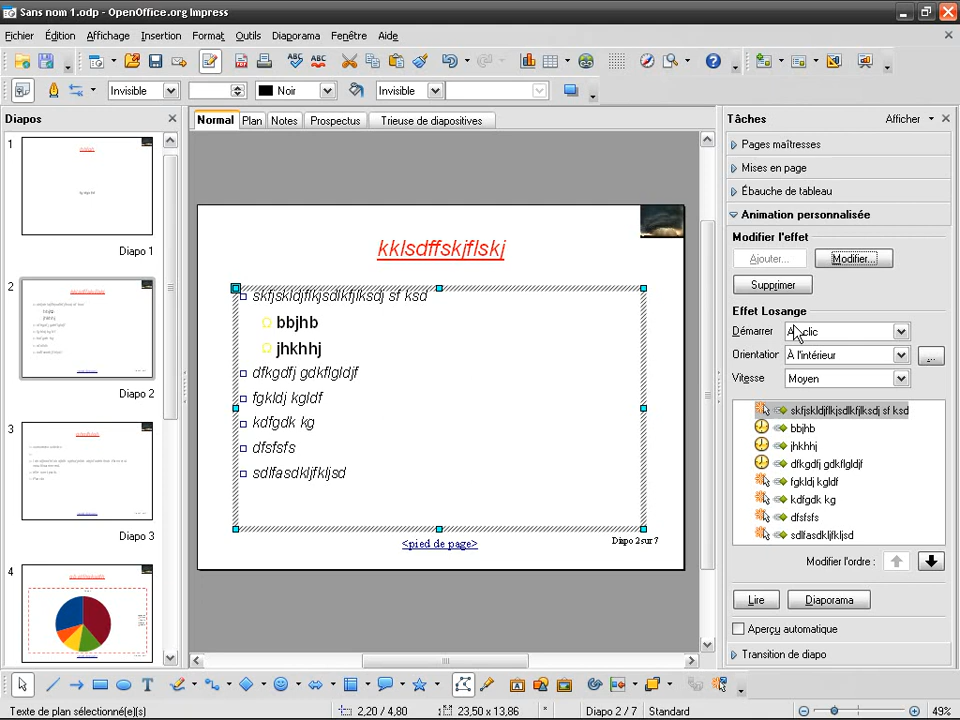 Sans nom 1.odp - OpenOffice.org Impress
Fichier Édition Affichage Insertion Format Outils Diaporama Fenêtre Aide
Invisible Noir Invisible
Diapos
Normal Plan Notes Prospectus Trieuse de diapositives
Tâches Afficher
1
Diapo 1
2
Diapo 2
3
Diapo 3
4
kklsdffskjflskj
skfjskldjflkjsdlkfjlksdj sf ksd
bbjhb
jhkhhj
dfkgdfj gdkflgldjf
fgkldj kgldf
kdfgdk kg
dfsfsfs
sdlfasdkljfkljsd
<pied de page>
Diapo 2 sur 7
Pages maîtresses
Mises en page
Ébauche de tableau
Animation personnalisée
Modifier l'effet
Ajouter... Modifier...
Supprimer
Effet Losange
Démarrer
Orientation À l'intérieur ...
Vitesse Moyen
skfjskldjflkjsdlkfjlksdj sf ksd
bbjhb
jhkhhj
dfkgdfj gdkflgldjf
fgkldj kgldf
kdfgdk kg
dfsfsfs
sdlfasdkljfkljsd
Modifier l'ordre :
Lire Diaporama
Aperçu automatique
Transition de diapo
Texte de plan sélectionné(e)(s) 2,20 / 4,80 23,50 x 13,86 * Diapo 2 / 7 Standard 49%